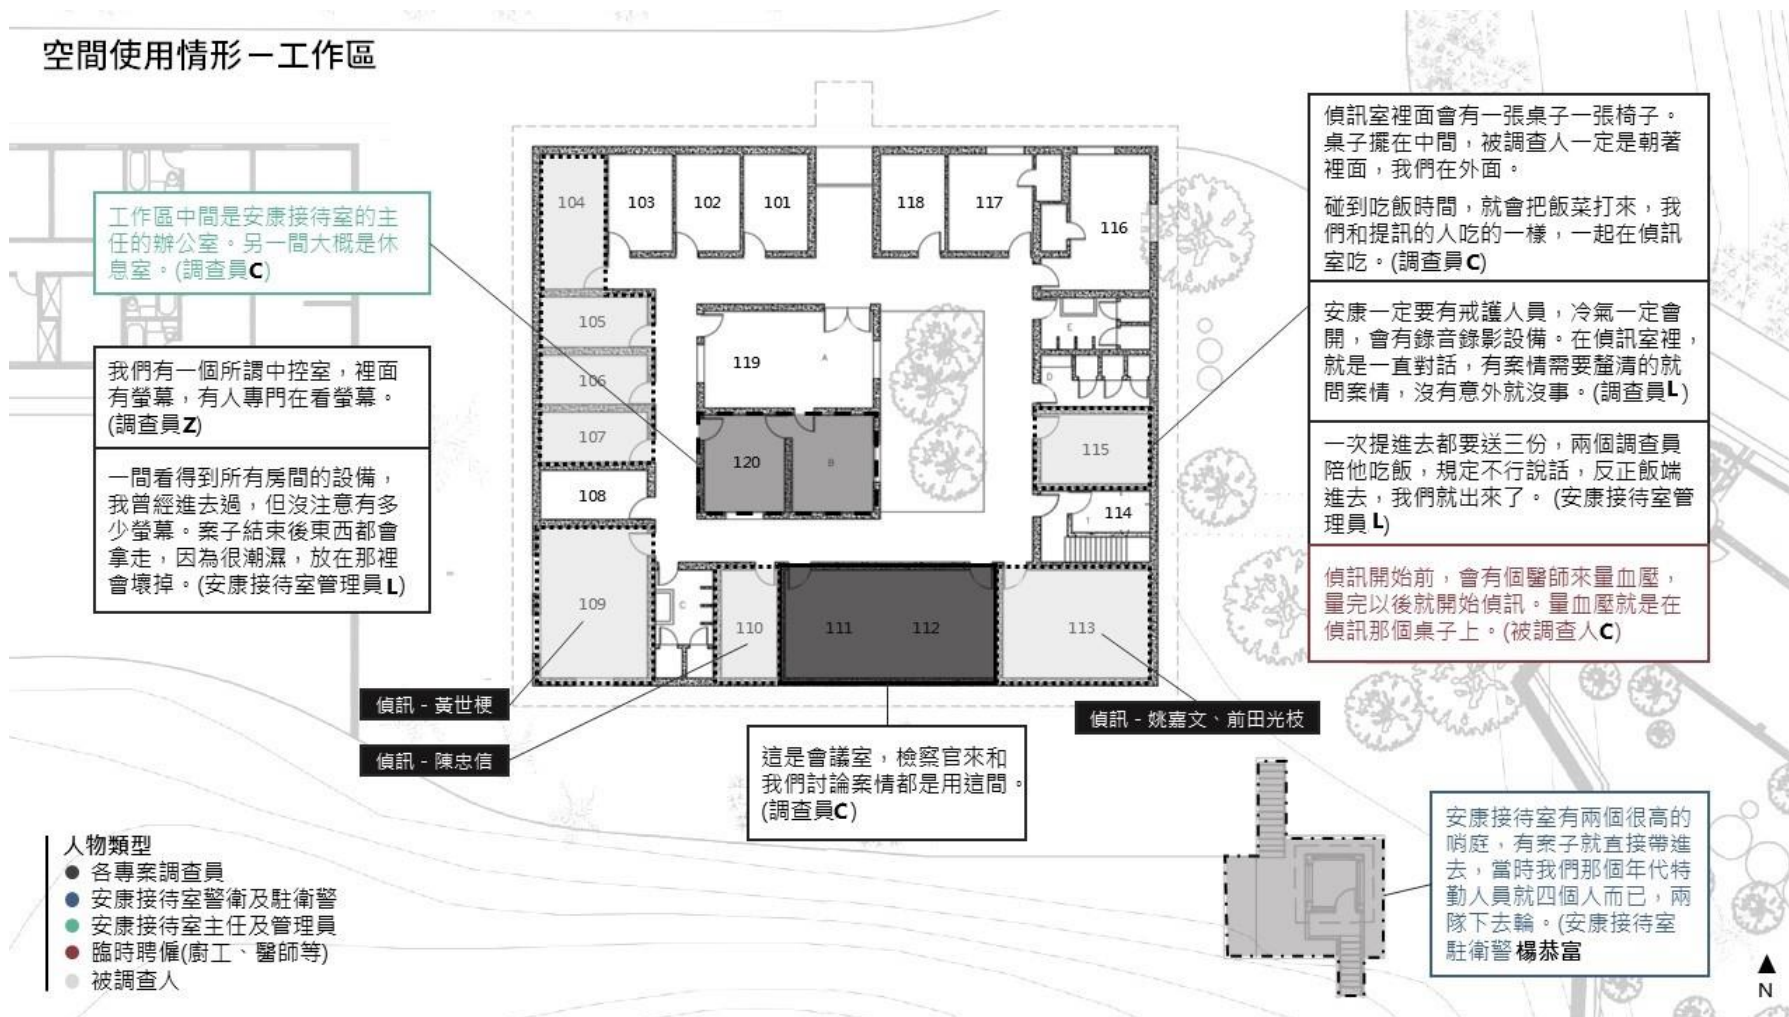 空間使用情形－工作區
工作區中間是安康接待室的主
任的辦公室。另一間大概是休
息室。(調查員C)
我們有一個所謂中控室，裡面
有螢幕，有人專門在看螢幕。
(調查員Z)
一間看得到所有房間的設備，
我曾經進去過，但沒注意有多
少螢幕。案子結束後東西都會
拿走，因為很潮濕，放在那裡
會壞掉。(安康接待室管理員L)
104
103
102
101
118
117
116
105
106
107
108
119
A
120
B
E
D
115
114
109
C
110
111
112
113
偵訊室裡面會有一張桌子一張椅子。
桌子擺在中間，被調查人一定是朝著
裡面，我們在外面。
碰到吃飯時間，就會把飯菜打來，我
們和提訊的人吃的一樣，一起在偵訊
室吃。(調查員C)
安康一定要有戒護人員，冷氣一定會
開，會有錄音錄影設備。在偵訊室裡，
就是一直對話，有案情需要釐清的就
問案情，沒有意外就沒事。(調查員L)
一次提進去都要送三份，兩個調查員
陪他吃飯，規定不行說話，反正飯端
進去，我們就出來了。 (安康接待室管
理員L)
偵訊開始前，會有個醫師來量血壓，
量完以後就開始偵訊。量血壓就是在
偵訊那個桌子上。(被調查人C)
偵訊 - 黃世梗
偵訊 - 陳忠信
偵訊 - 姚嘉文、前田光枝
這是會議室，檢察官來和
我們討論案情都是用這間。
(調查員C)
安康接待室有兩個很高的
哨庭，有案子就直接帶進
去，當時我們那個年代特
勤人員就四個人而已，兩
隊下去輪。(安康接待室
駐衛警 楊恭富
人物類型
各專案調查員
安康接待室警衛及駐衛警
安康接待室主任及管理員
臨時聘僱(廚工、醫師等)
被調查人
N